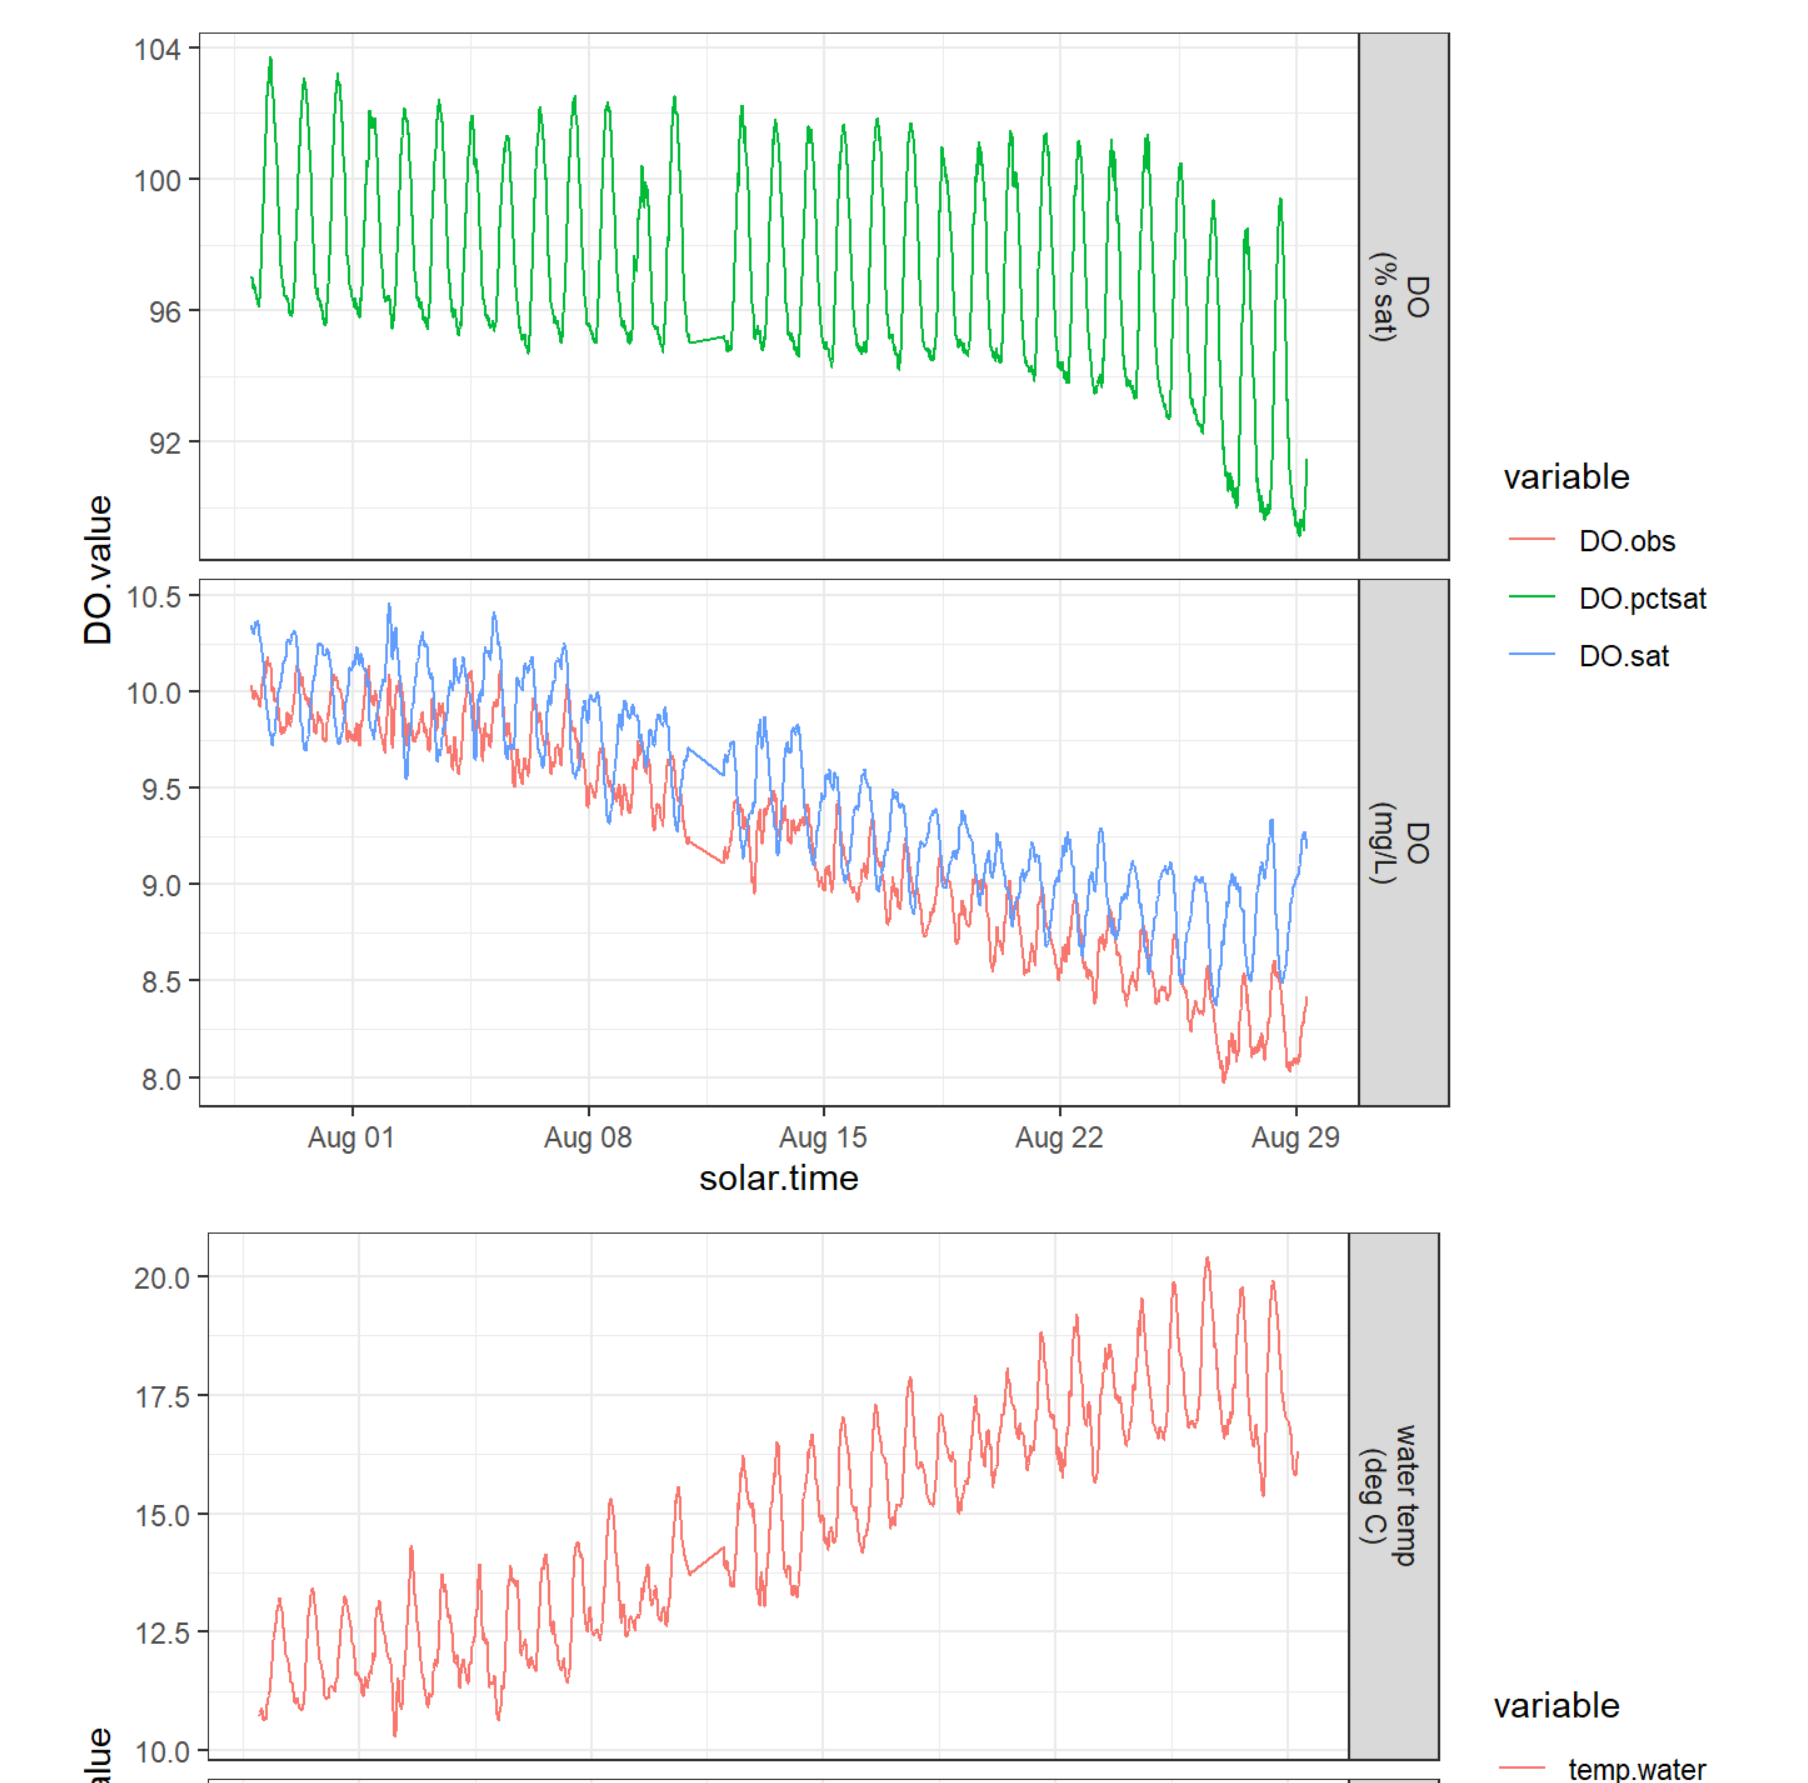 104
100
96
92
DO
(% sat)
DO.value
10.5
10.0
9.5
9.0
8.5
8.0
DO
(mg/L)
Aug 01
Aug 08
Aug 15
Aug 22
Aug 29
solar.time
variable
DO.obs
DO.pctsat
DO.sat
20.0
17.5
15.0
12.5
10.0
water temp
(deg C)
variable
temp.water